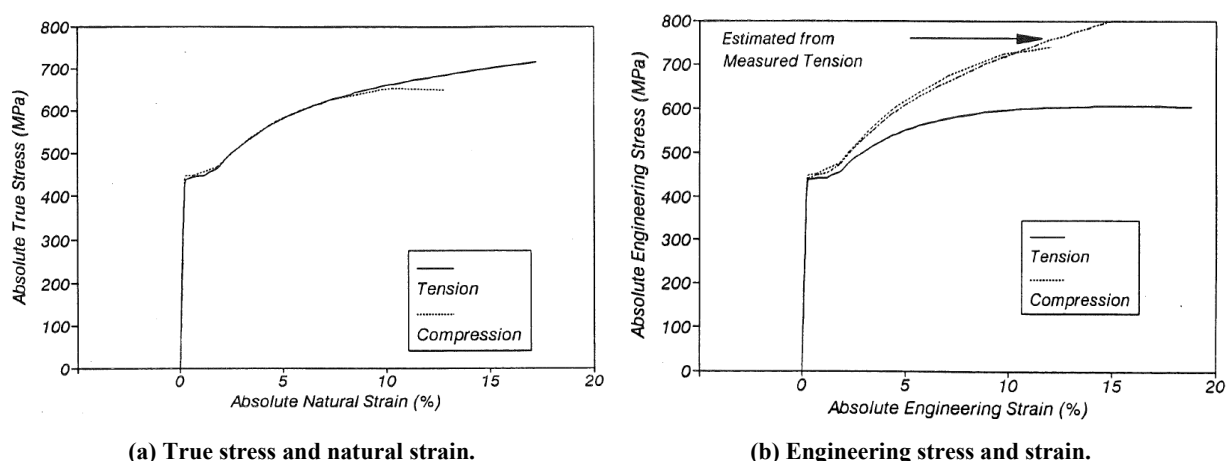 800
700
600
500
400
300
200
100
0
Absolute True Stress (MPa)
Tension
Compression
0
5
10
15
20
Absolute Natural Strain (%)
(a) True stress and natural strain.
800
700
600
500
400
300
200
100
0
Absolute Engineering Stress (MPa)
Estimated from
Measured Tension
Tension
Compression
0
5
10
15
20
Absolute Engineering Strain (%)
(b) Engineering stress and strain.